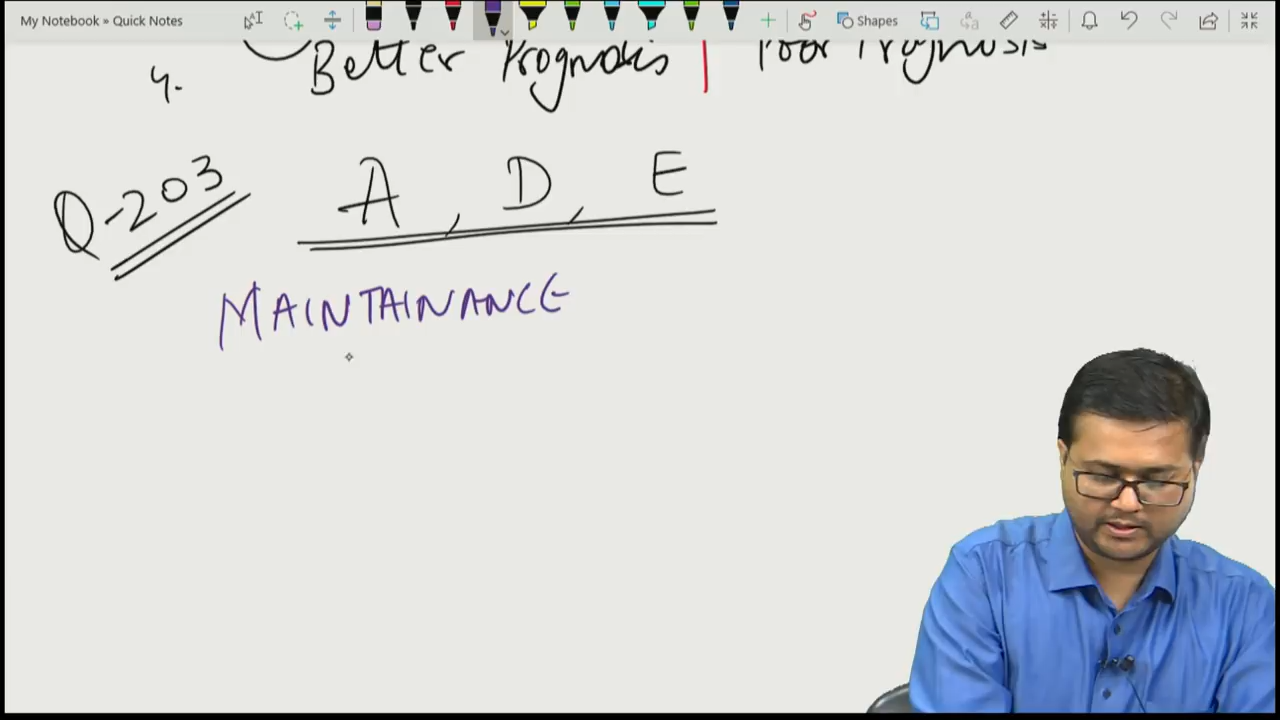 My Notebook » Quick Notes
Shapes
4. Better Prognosis | Poor Prognosis
Q-203 A, D, E
MAINTAINANCE